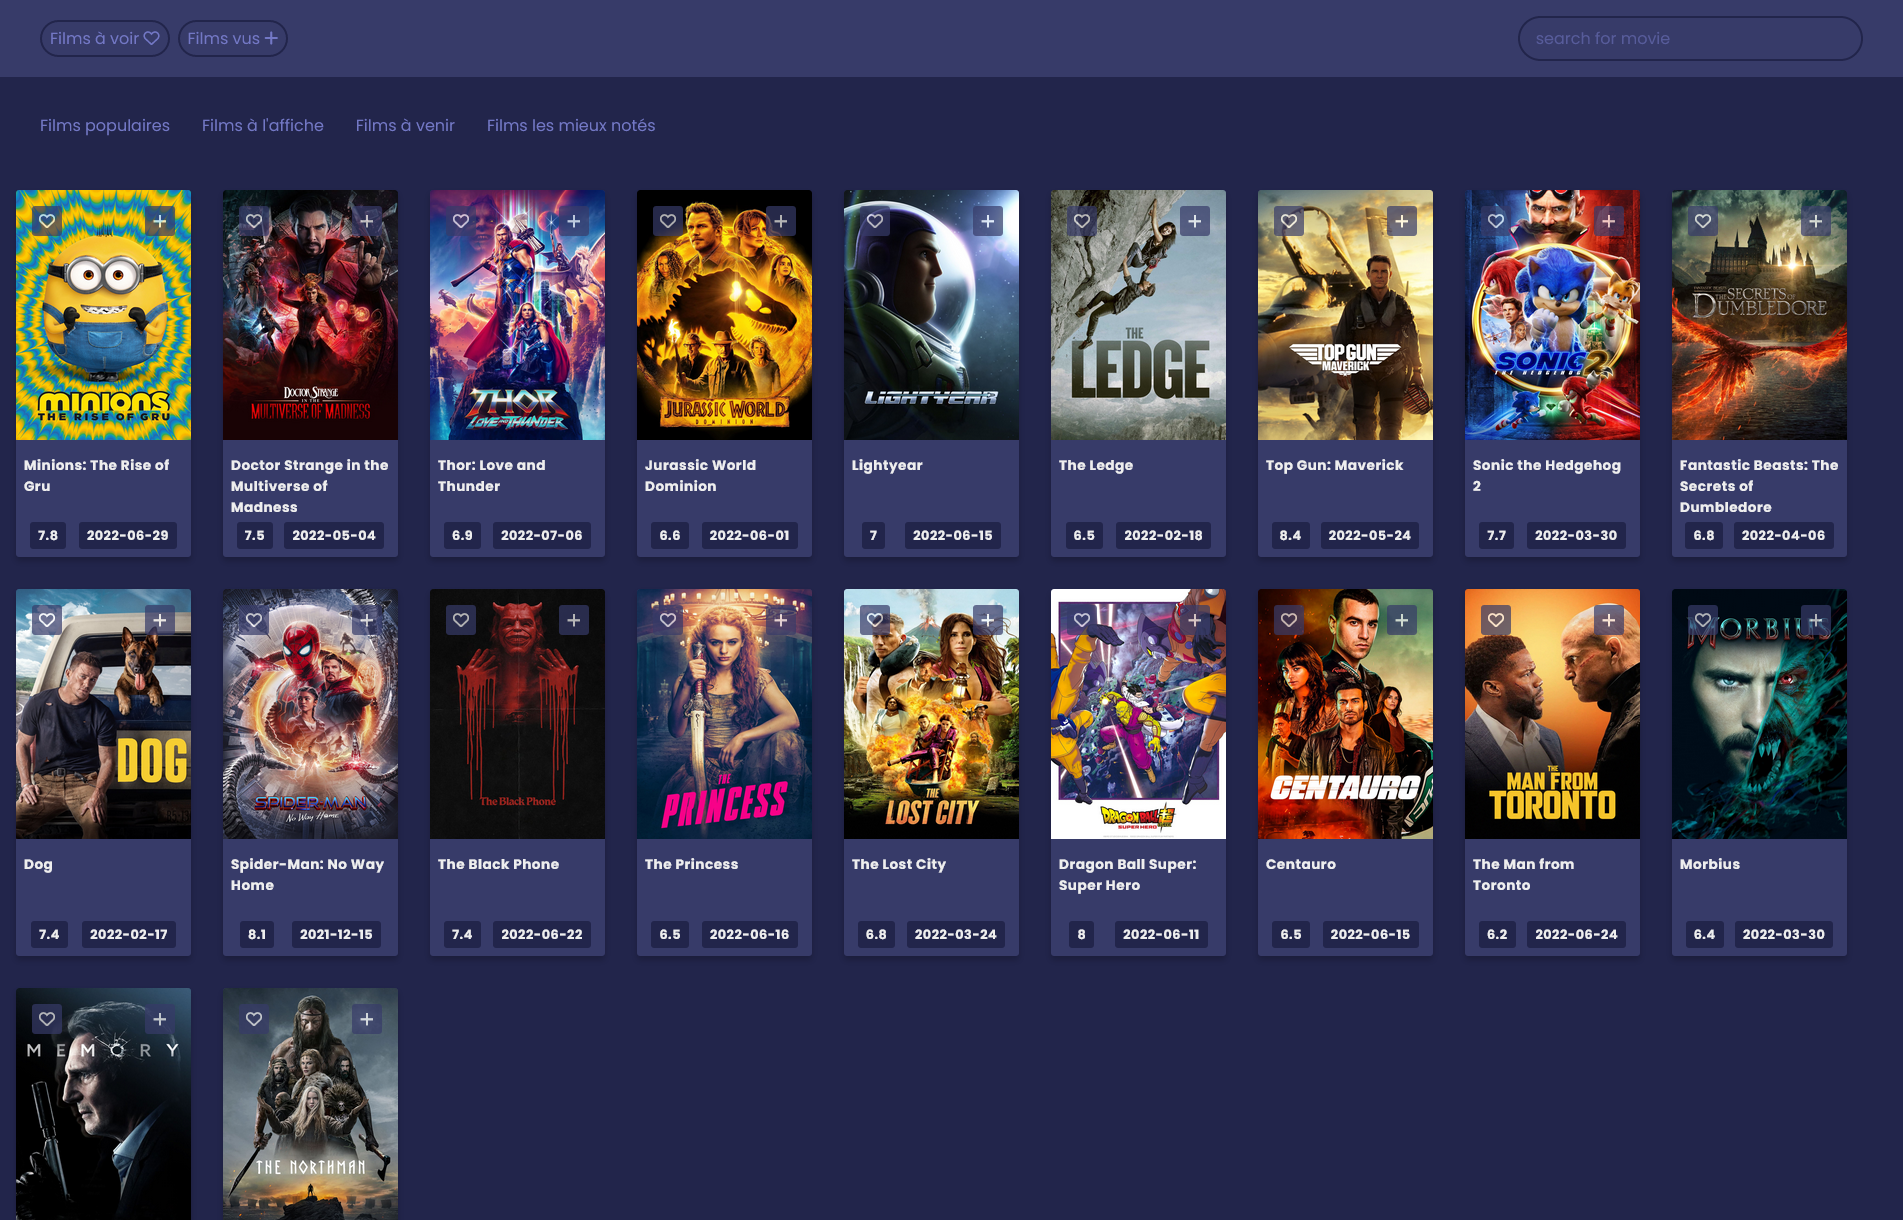 Films à voir
Films vus
search for movie
Films populaires
Films à l'affiche
Films à venir
Films les mieux notés
minions
THE RISE OF GRU
Minions: The Rise of
Gru
7.8
2022-06-29
DOCTOR STRANGE
IN THE
MULTIVERSE OF MADNESS
Doctor Strange in the
Multiverse of
Madness
7.5
2022-05-04
THOR
LOVE AND THUNDER
Thor: Love and
Thunder
6.9
2022-07-06
JURASSIC WORLD
DOMINION
Jurassic World
Dominion
6.6
2022-06-01
LIGHTYEAR
Lightyear
7
2022-06-15
THE
LEDGE
The Ledge
6.5
2022-02-18
TOP GUN
MAVERICK
Top Gun: Maverick
8.4
2022-05-24
SONIC 2
THE HEDGEHOG
Sonic the Hedgehog
2
7.7
2022-03-30
THE SECRETS OF
DUMBLEDORE
Fantastic Beasts: The
Secrets of
Dumbledore
6.8
2022-04-06
DOG
Dog
7.4
2022-02-17
SPIDER-MAN
No Way Home
Spider-Man: No Way
Home
8.1
2021-12-15
The Black Phone
The Black Phone
7.4
2022-06-22
THE
PRINCESS
The Princess
6.5
2022-06-16
THE
LOST CITY
The Lost City
6.8
2022-03-24
DRAGON BALL
SUPER HERO
Dragon Ball Super:
Super Hero
8
2022-06-11
CENTAURO
Centauro
6.5
2022-06-15
THE
MAN FROM
TORONTO
The Man from
Toronto
6.2
2022-06-24
MORBIUS
Morbius
6.4
2022-03-30
MEMORY
THE NORTHMAN